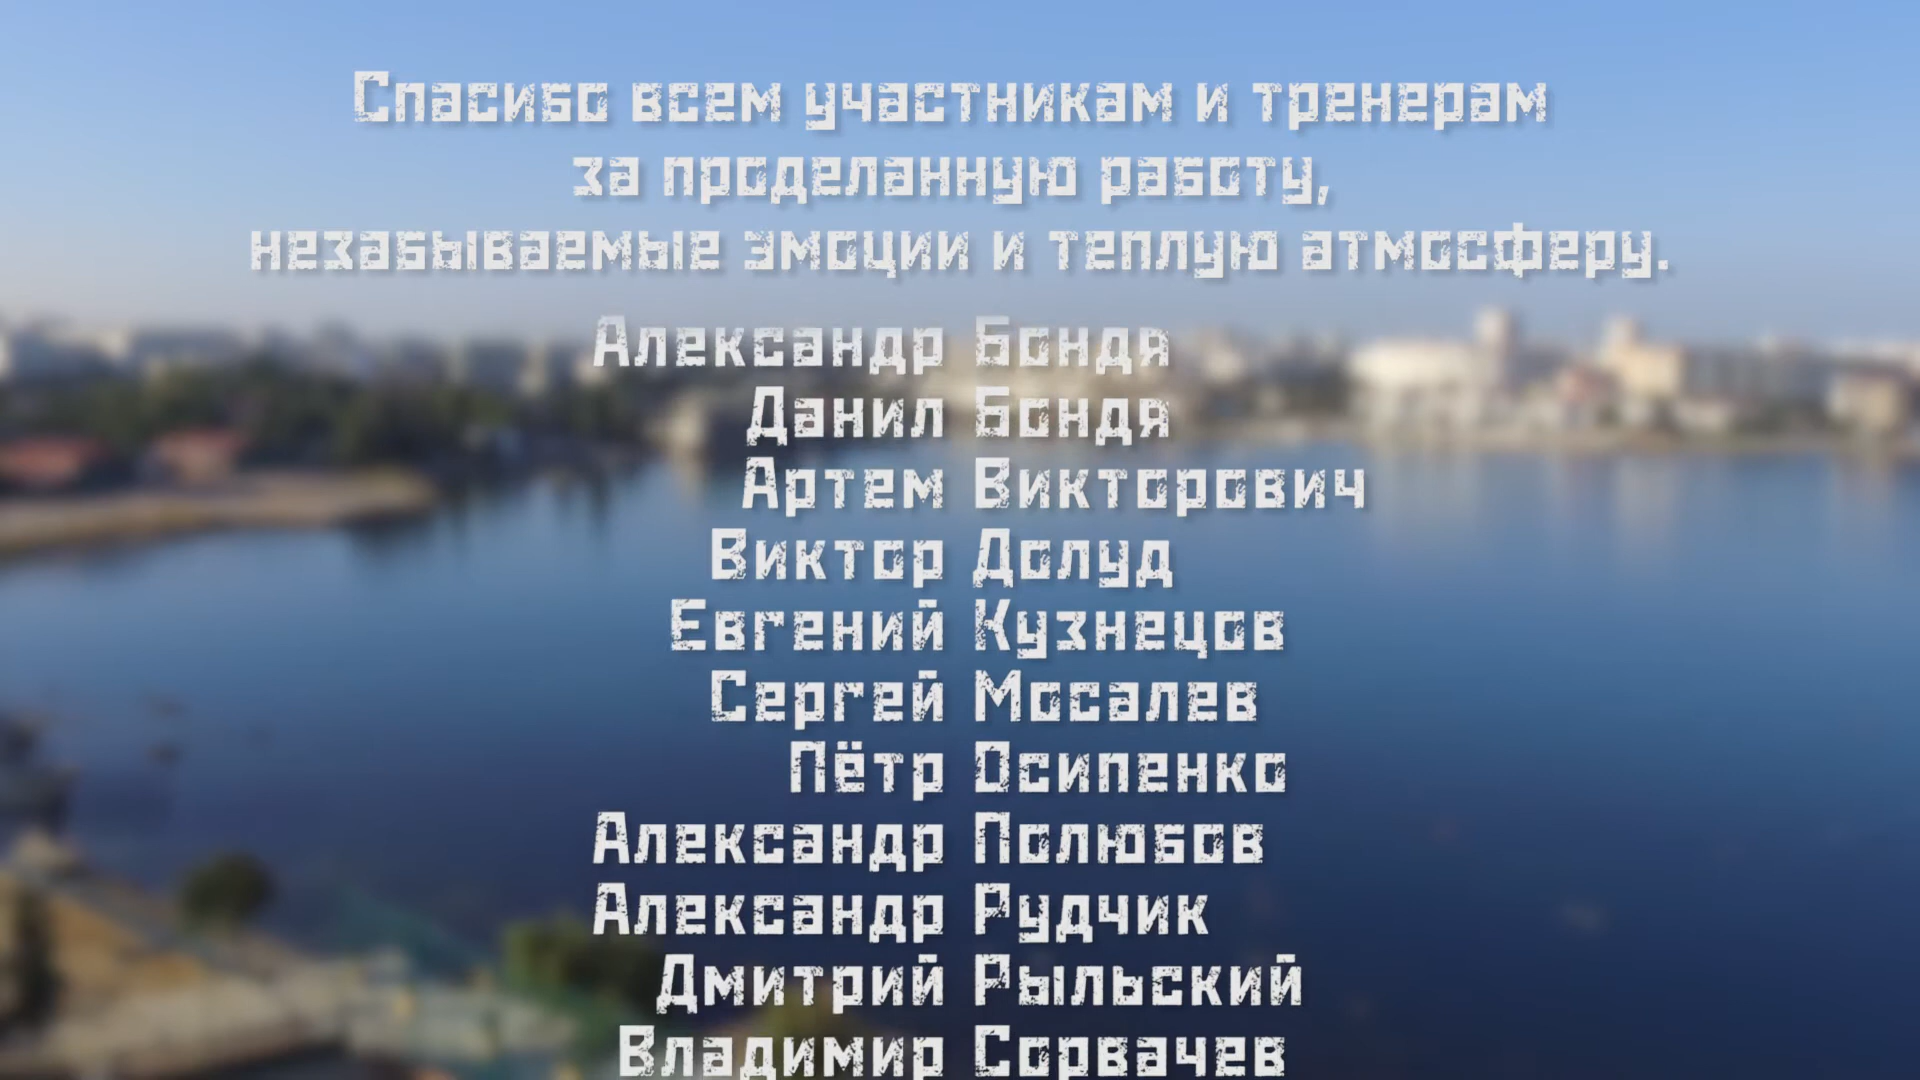 Спасибо всем участникам и тренерам
за проделанную работу,
незабываемые эмоции и теплую атмосферу.
Александр Бондя
Данил Бондя
Артем Викторович
Виктор Долуд
Евгений Кузнецов
Сергей Мосалев
Пётр Осипенко
Александр Полюбов
Александр Рудчик
Дмитрий Рыльский
Владимир Сорвачев